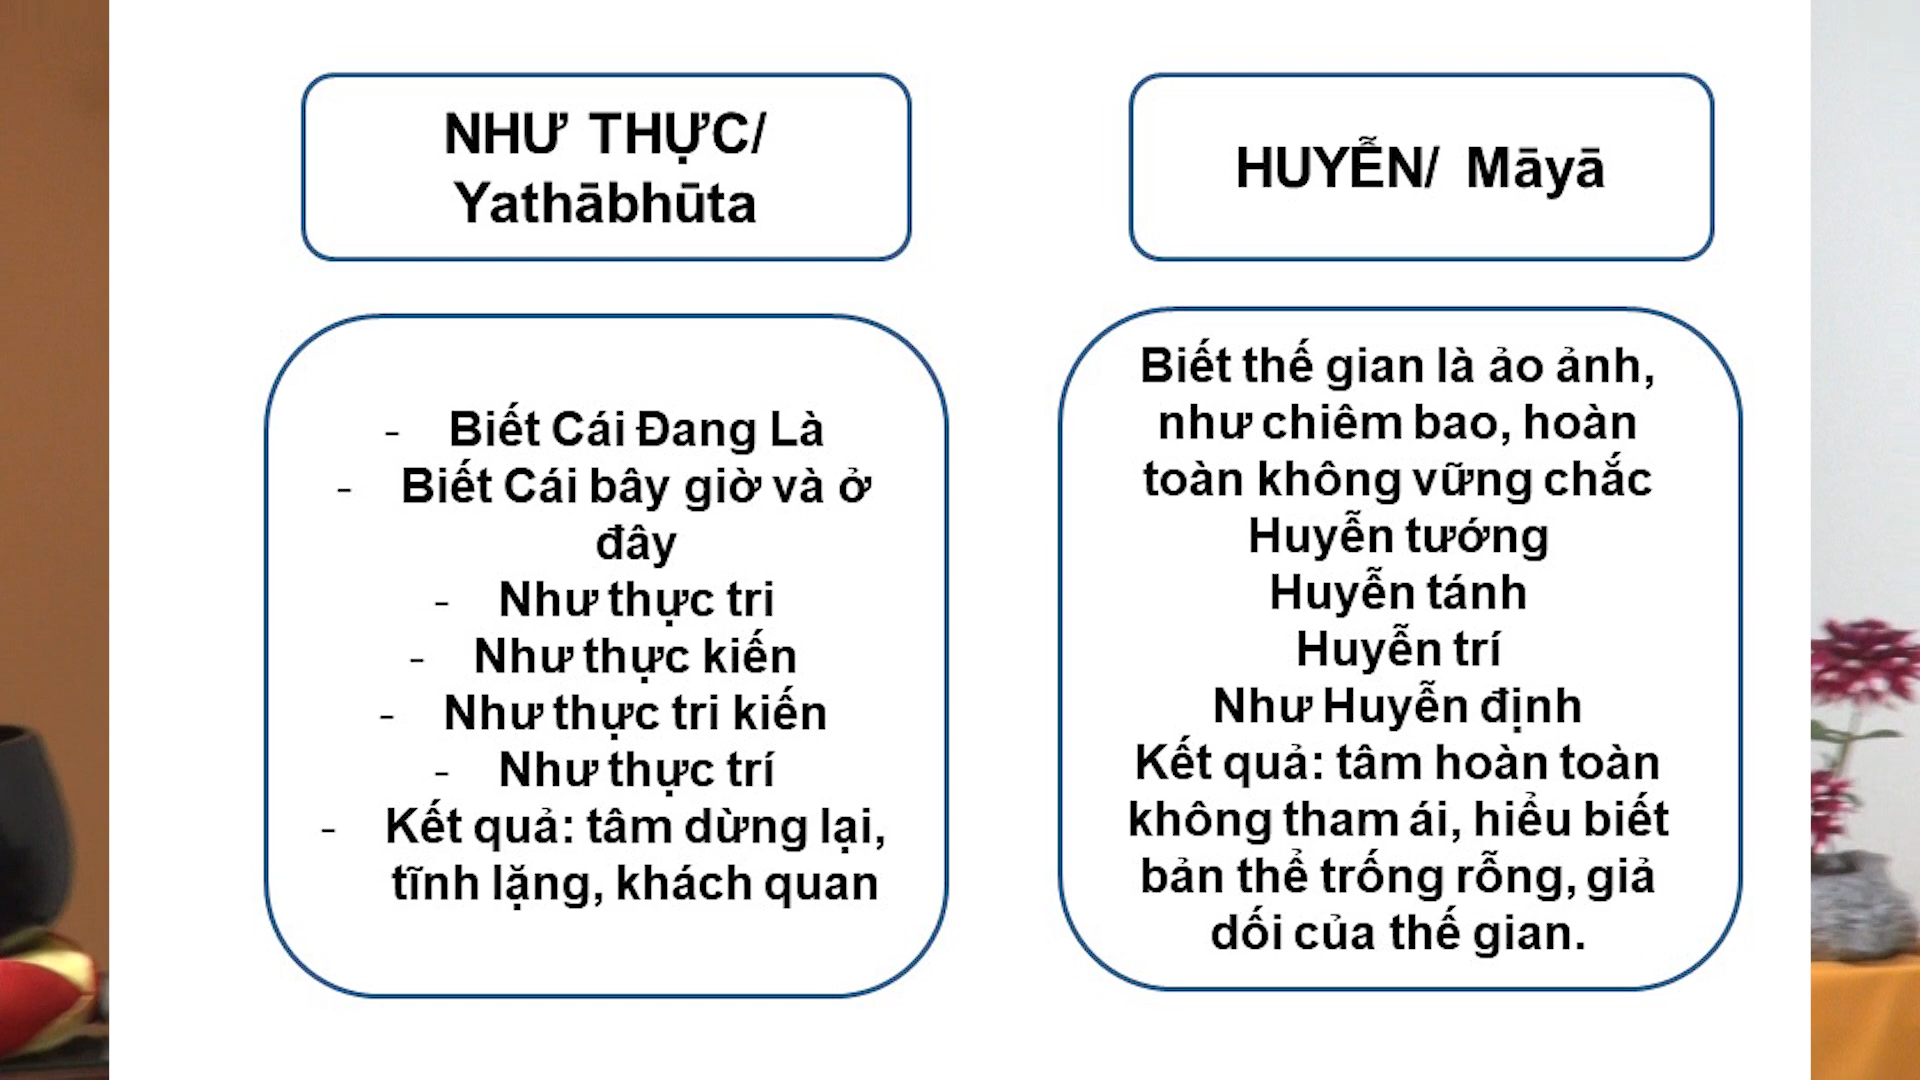 NHƯ THỰC/
Yathābhūta
- Biết Cái Đang Là
- Biết Cái bây giờ và ở
đây
- Như thực tri
- Như thực kiến
- Như thực tri kiến
- Như thực trí
- Kết quả: tâm dừng lại,
tĩnh lặng, khách quan
HUYỄN/ Māyā
Biết thế gian là ảo ảnh,
như chiêm bao, hoàn
toàn không vững chắc
Huyễn tướng
Huyễn tánh
Huyễn trí
Như Huyễn định
Kết quả: tâm hoàn toàn
không tham ái, hiểu biết
bản thể trống rỗng, giả
dối của thế gian.